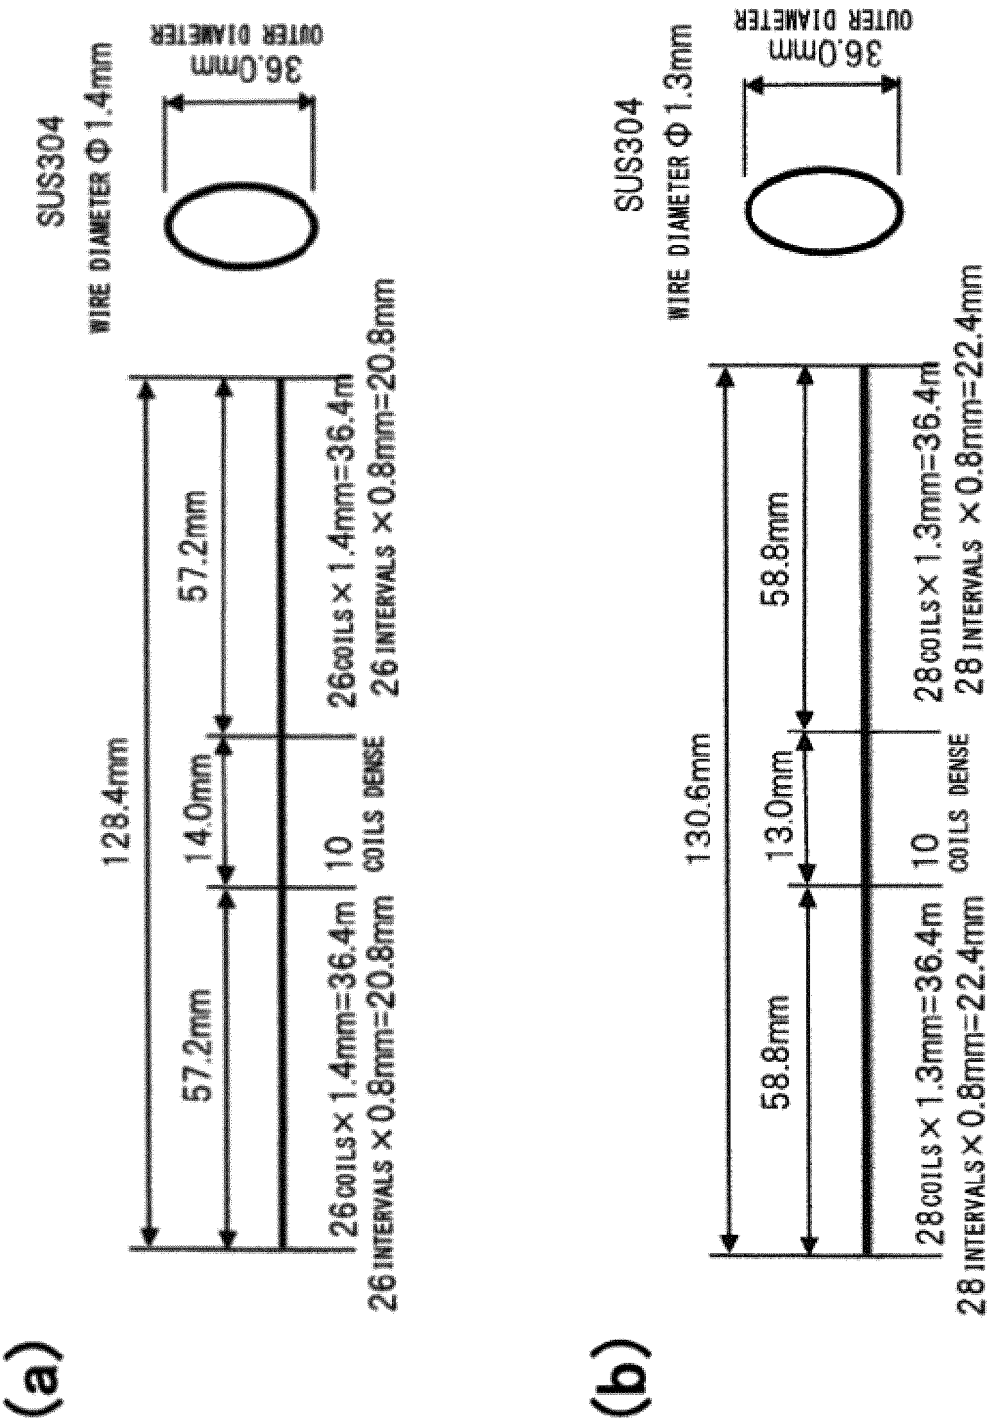 (a)
SUS304
WIRE DIAMETER Φ 1.4mm
128.4mm
57.2mm
14.0mm
57.2mm
26COILS×1.4mm=36.4m
26INTERVALS×0.8mm=20.8mm
10
COILS DENSE
26COILS×1.4mm=36.4m
26INTERVALS ×0.8mm=20.8mm
36.0mm
OUTER DIAMETER
(b)
SUS304
WIRE DIAMETER Φ 1.3mm
130.6mm
58.8mm
13.0mm
58.8mm
28COILS×1.3mm=36.4m
28INTERVALS×0.8mm=22.4mm
10
COILS DENSE
28COILS×1.3mm=36.4m
28INTERVALS ×0.8mm=22.4mm
36.0mm
OUTER DIAMETER